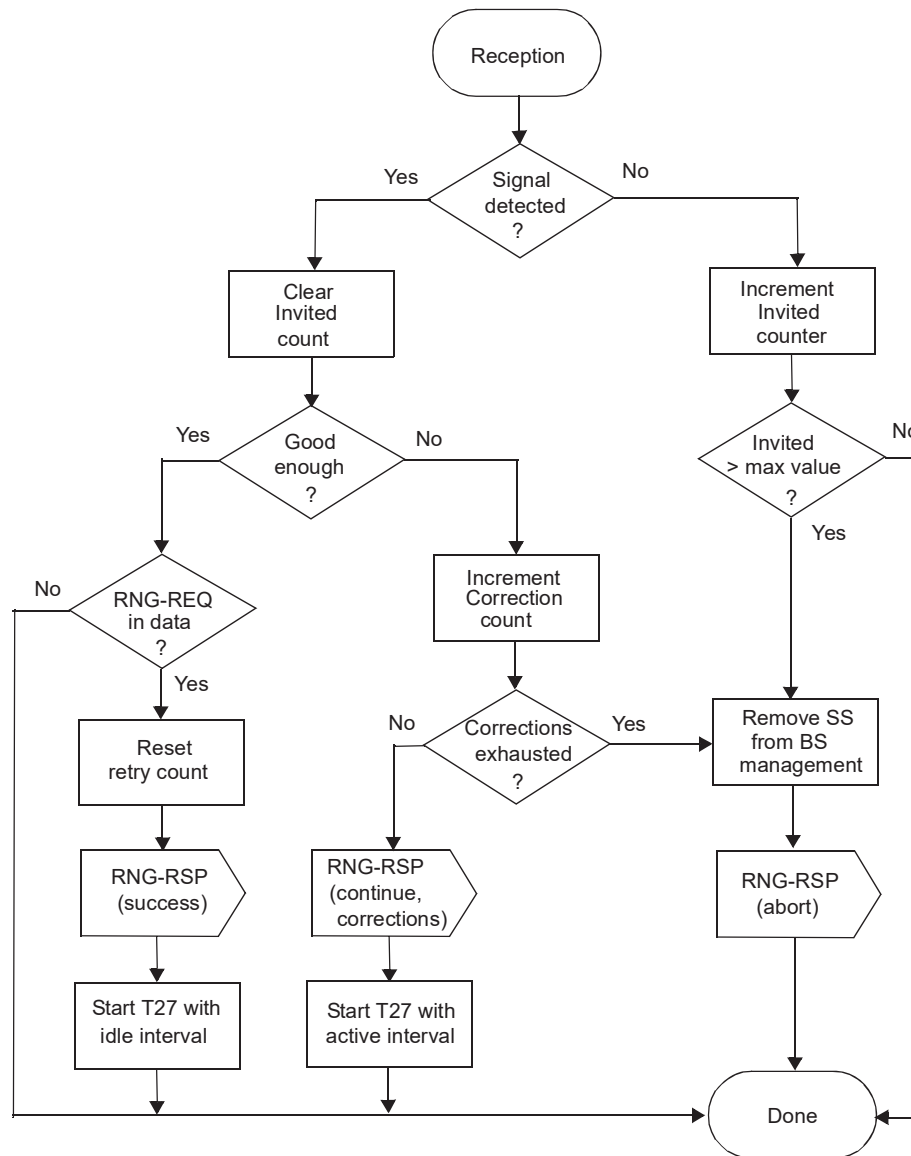 Reception
Yes
Signal
detected
?
No
Clear
Invited
count
Increment
Invited
counter
Yes
Good
enough
?
No
Invited
> max value
?
No
Yes
No
RNG-REQ
in data
?
Yes
Increment
Correction
count
Reset
retry count
No
Corrections
exhausted
?
Yes
Remove SS
from BS
management
RNG-RSP
(success)
RNG-RSP
(continue,
corrections)
RNG-RSP
(abort)
Start T27 with
idle interval
Start T27 with
active interval
Done